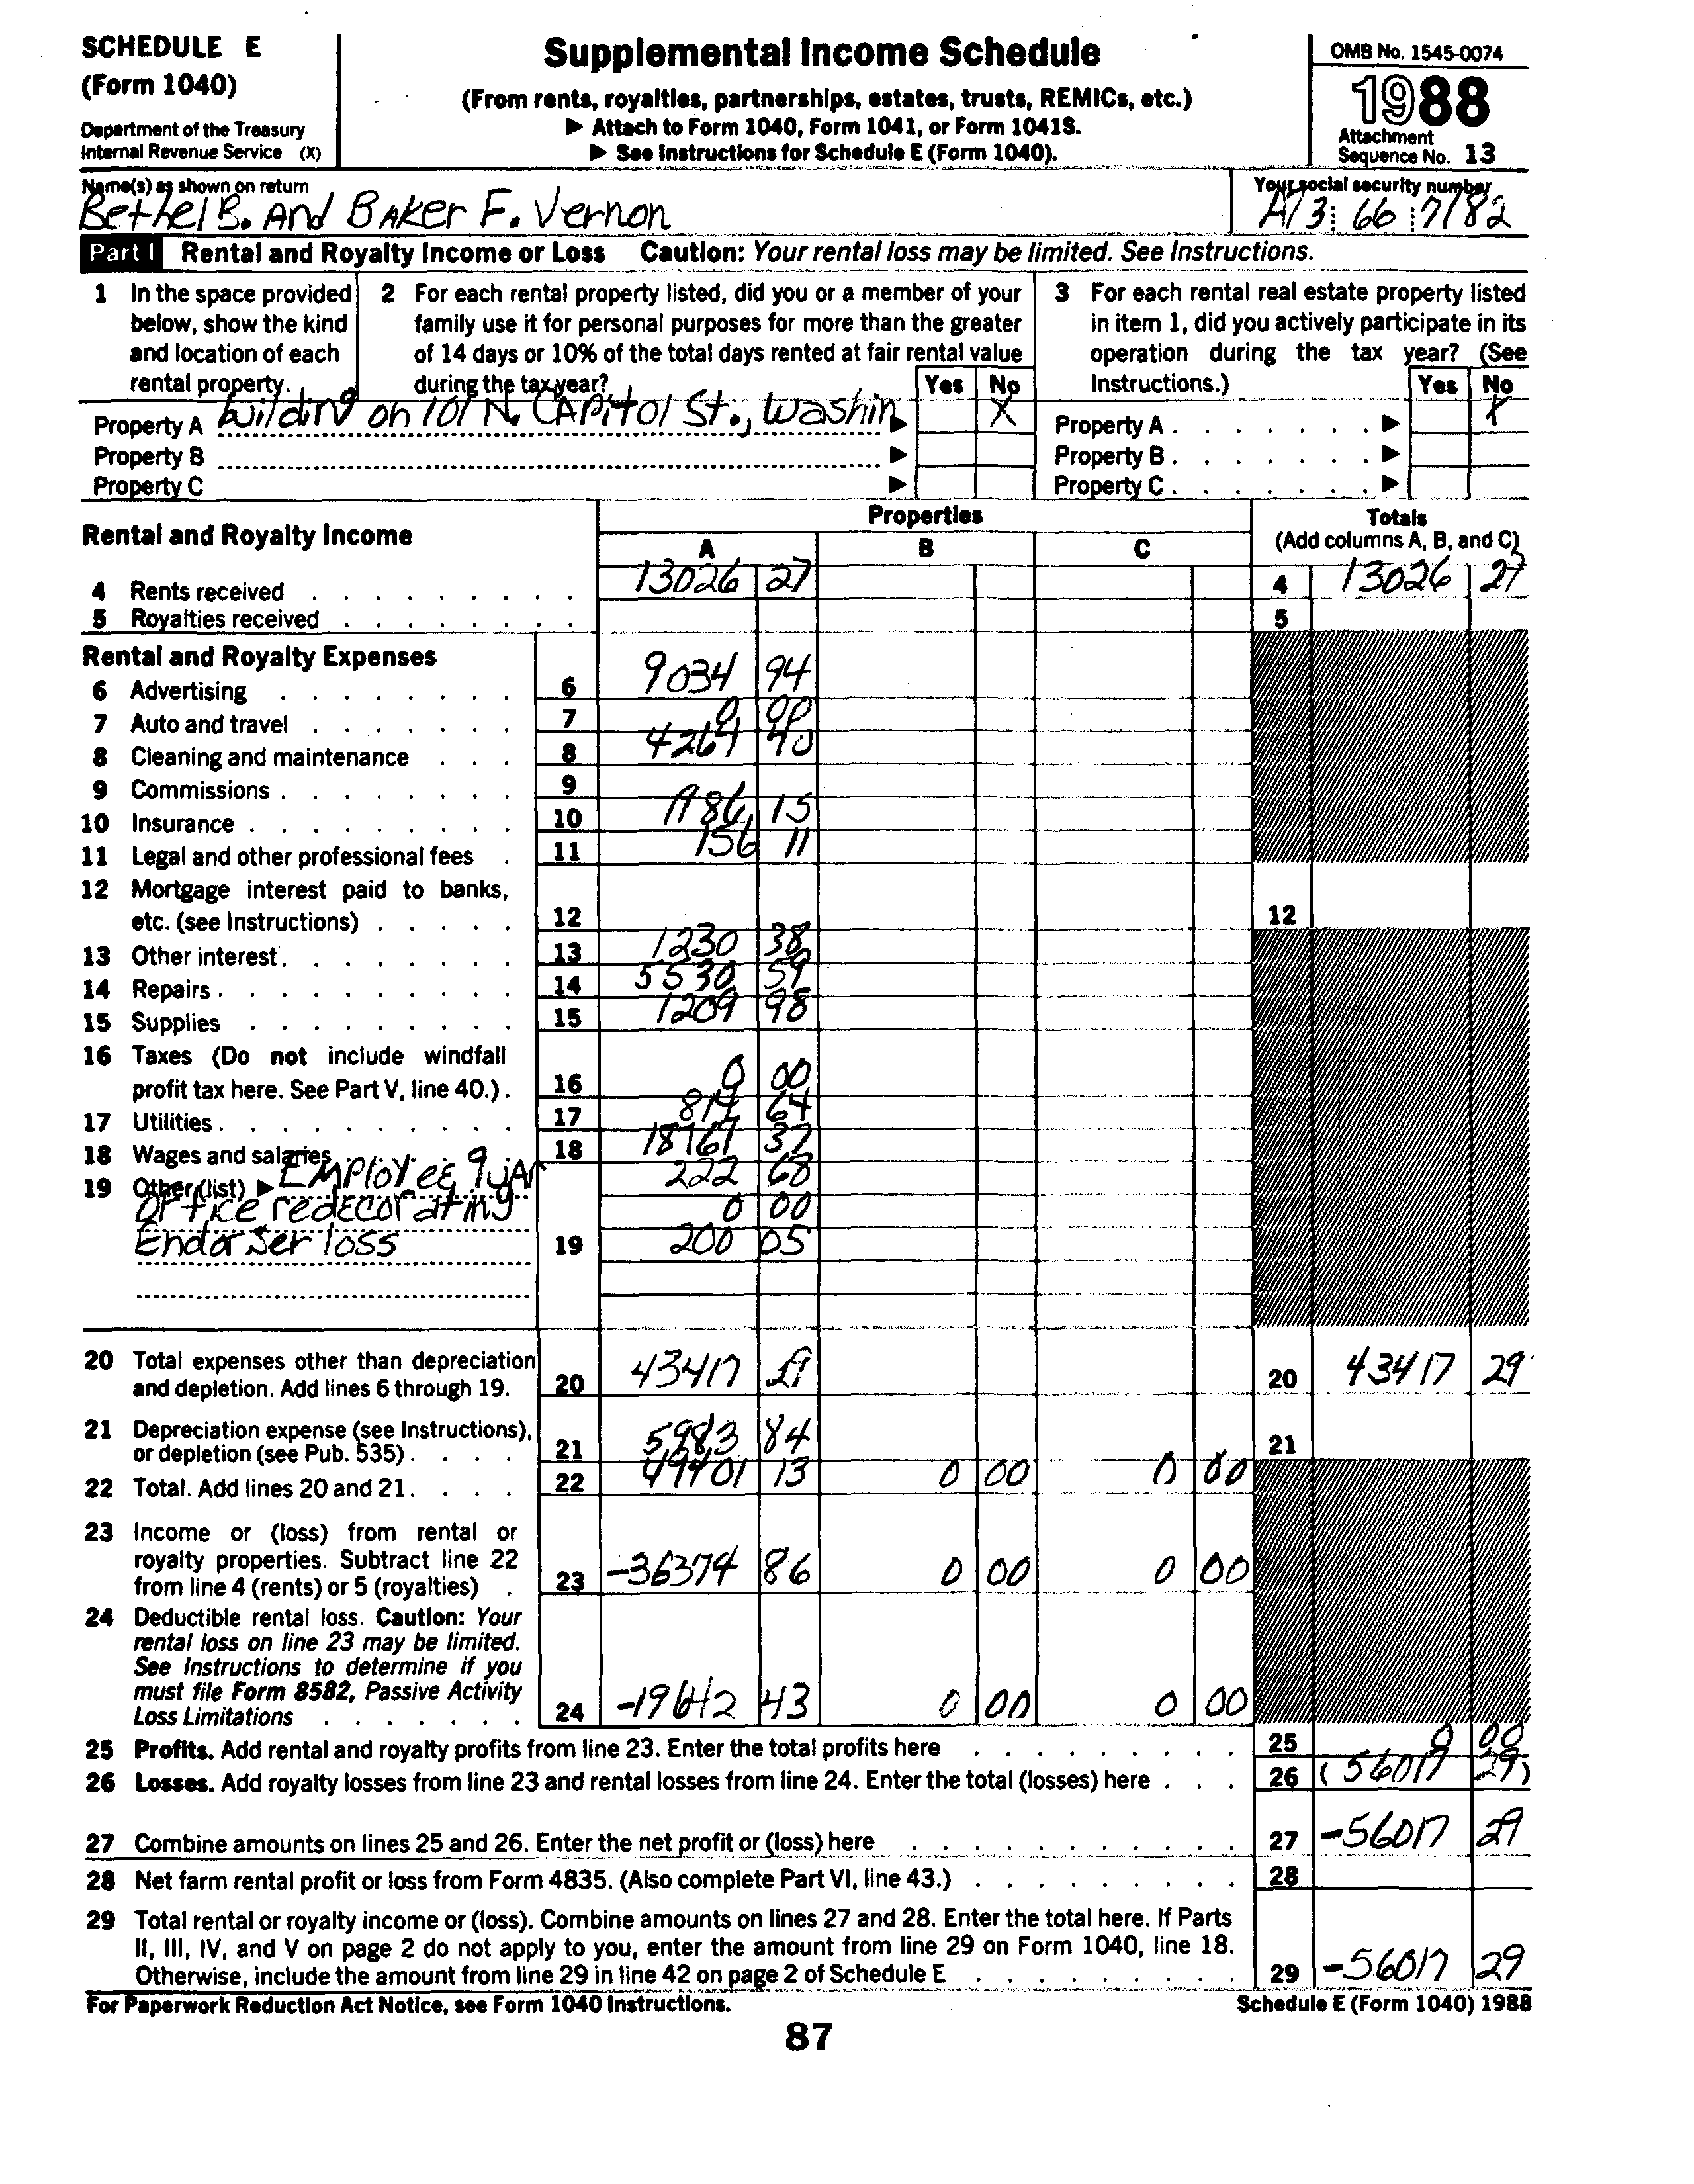 SCHEDULE E
(Form 1040)
Department of the Treasury
Internal Revenue Service (X)
Supplemental Income Schedule
(From rents, royalties, partnerships, estates, trusts, REMICs, etc.)
▶ Attach to Form 1040, Form 1041, or Form 1041S.
▶ See Instructions for Schedule E (Form 1040).
OMB No. 1545-0074
1988
Attachment
Sequence No. 13
Name(s) as shown on return
Bethel B. And BAKer F. Vernon
Your social security number
A73 66 7182
Part I Rental and Royalty Income or Loss Caution: Your rental loss may be limited. See Instructions.
1 In the space provided below, show the kind and location of each rental property.
2 For each rental property listed, did you or a member of your family use it for personal purposes for more than the greater of 14 days or 10% of the total days rented at fair rental value during the tax year?
Yes No
3 For each rental real estate property listed in item 1, did you actively participate in its operation during the tax year? (See Instructions.)
Yes No
Property A building on 101 N. CAPitol St., Washin ▶ X
Property A . . . . . . . ▶ X
Property B ▶
Property B . . . . . . . ▶
Property C ▶
Property C . . . . . . . ▶
Rental and Royalty Income
Properties
A B C
Totals
(Add columns A, B, and C)
4 Rents received 13026 27 4 13026 27
5 Royalties received 5
Rental and Royalty Expenses
6 Advertising 6 9034 94
7 Auto and travel 7 0 00
8 Cleaning and maintenance 8 40
9 Commissions 9
10 Insurance 10 1986 15
11 Legal and other professional fees 11 156 11
12 Mortgage interest paid to banks,
etc. (see Instructions) 12 12
13 Other interest 13 1230 38
14 Repairs 14 5530 59
15 Supplies 15 1209 98
16 Taxes (Do not include windfall
profit tax here. See Part V, line 40.) 16 0 00
17 Utilities 17 64
18 Wages and salaries 18 18767 37
19 Other (list) ▶ EMPloyee 222 68
Office redecorating 0 00
Endorser loss 19 200 05
20 Total expenses other than depreciation
and depletion. Add lines 6 through 19. 20 43417 29 20 43417 29
21 Depreciation expense (see Instructions),
or depletion (see Pub. 535) 21 5983 84 21
22 Total. Add lines 20 and 21 22 49401 13 0 00 0 00
23 Income or (loss) from rental or
royalty properties. Subtract line 22
from line 4 (rents) or 5 (royalties) 23 -36374 86 0 00 0 00
24 Deductible rental loss. Caution: Your
rental loss on line 23 may be limited.
See Instructions to determine if you
must file Form 8582, Passive Activity
Loss Limitations 24 -19642 43 0 00 0 00
25 Profits. Add rental and royalty profits from line 23. Enter the total profits here 25 0 00
26 Losses. Add royalty losses from line 23 and rental losses from line 24. Enter the total (losses) here 26 (56017 29)
27 Combine amounts on lines 25 and 26. Enter the net profit or (loss) here 27 -56017 29
28 Net farm rental profit or loss from Form 4835. (Also complete Part VI, line 43.) 28
29 Total rental or royalty income or (loss). Combine amounts on lines 27 and 28. Enter the total here. If Parts
II, III, IV, and V on page 2 do not apply to you, enter the amount from line 29 on Form 1040, line 18.
Otherwise, include the amount from line 29 in line 42 on page 2 of Schedule E 29 -56017 29
For Paperwork Reduction Act Notice, see Form 1040 Instructions.
Schedule E (Form 1040) 1988
87